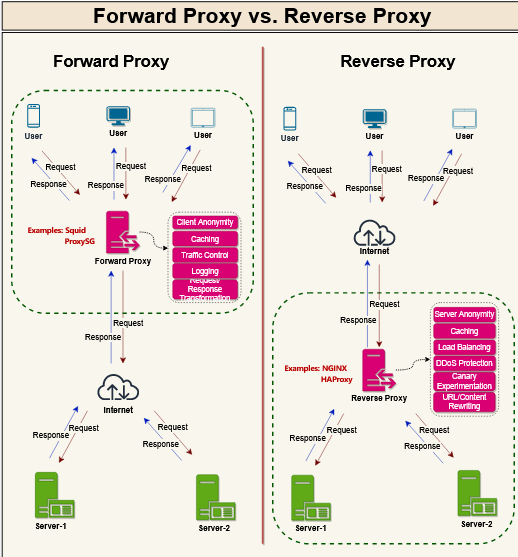 Forward Proxy vs. Reverse Proxy
Forward Proxy
User
User
User
Request
Response
Request
Response
Request
Response
Examples: Squid
ProxySG
Forward Proxy
Client Anonymity
Caching
Traffic Control
Logging
Request/
Response
Transformation
Request
Response
Internet
Request
Response
Request
Response
Server-1
Server-2
Reverse Proxy
User
User
User
Request
Response
Request
Response
Request
Response
Internet
Request
Response
Examples: NGINX
HAProxy
Reverse Proxy
Server Anonymity
Caching
Load Balancing
DDoS Protection
Canary
Experimentation
URL/Content
Rewriting
Request
Response
Request
Response
Server-1
Server-2